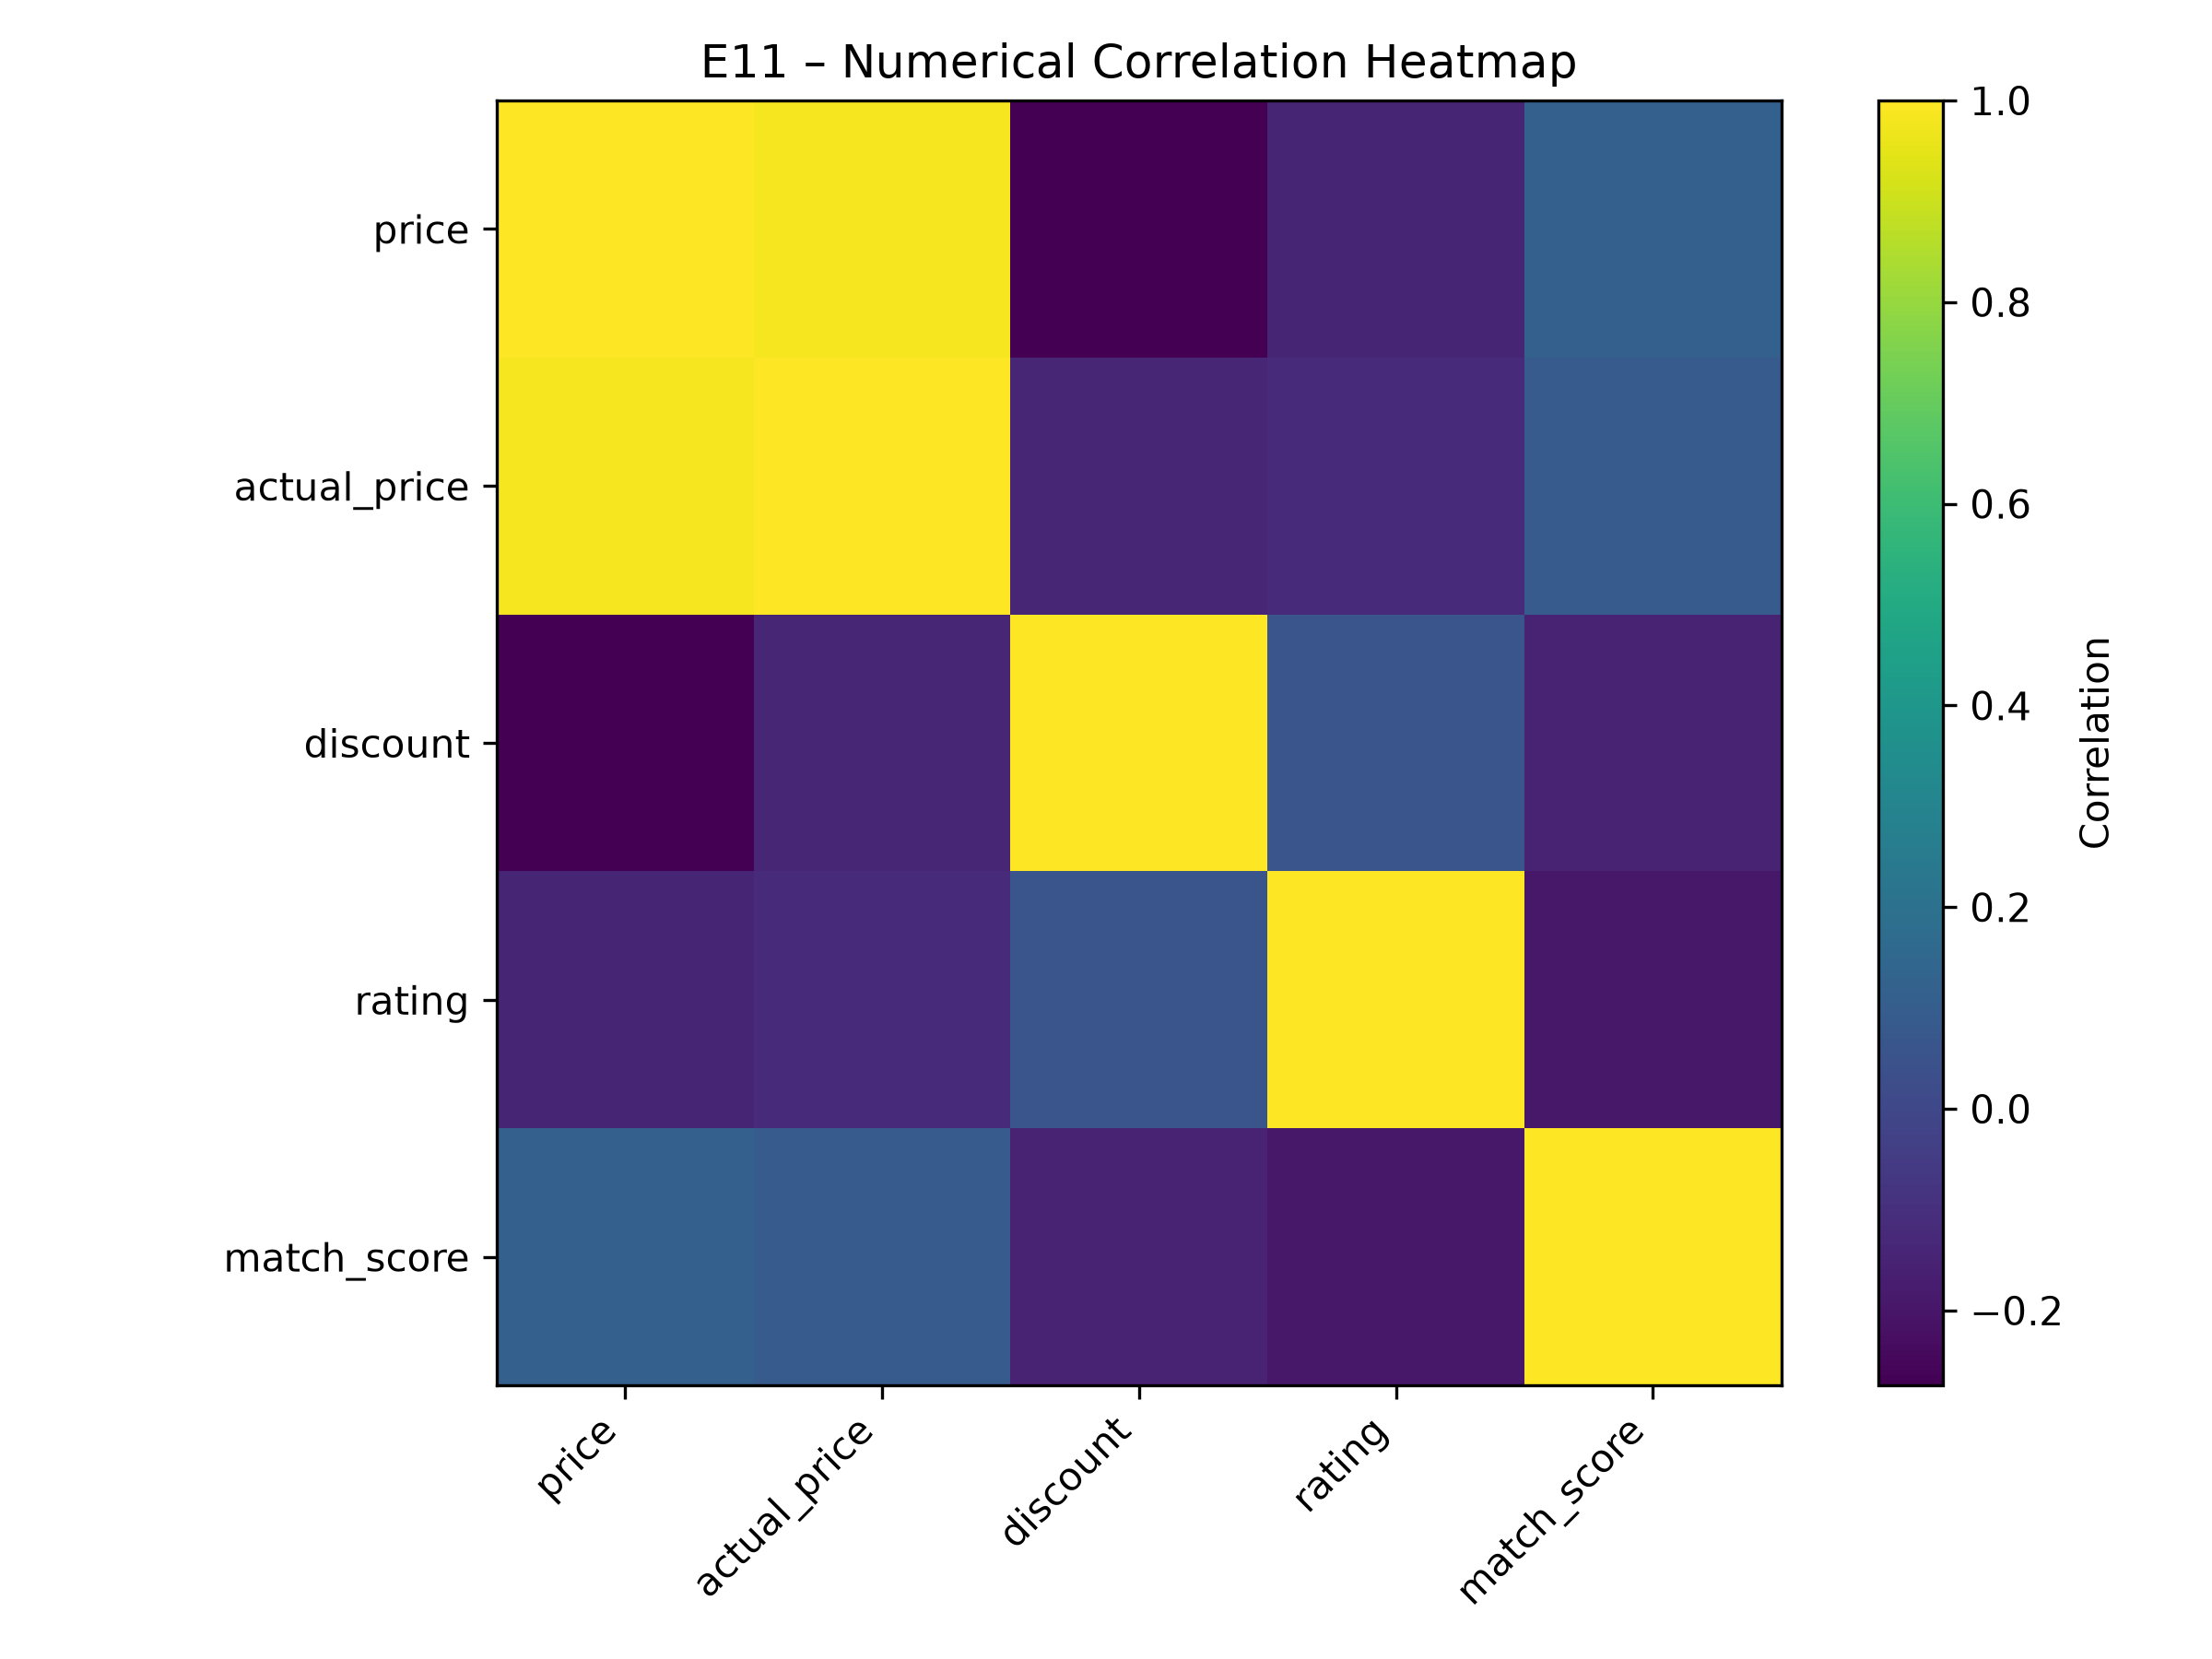 E11 – Numerical Correlation Heatmap
price
actual_price
discount
rating
match_score
price
actual_price
discount
rating
match_score
1.0
0.8
0.6
0.4
0.2
0.0
−0.2
Correlation